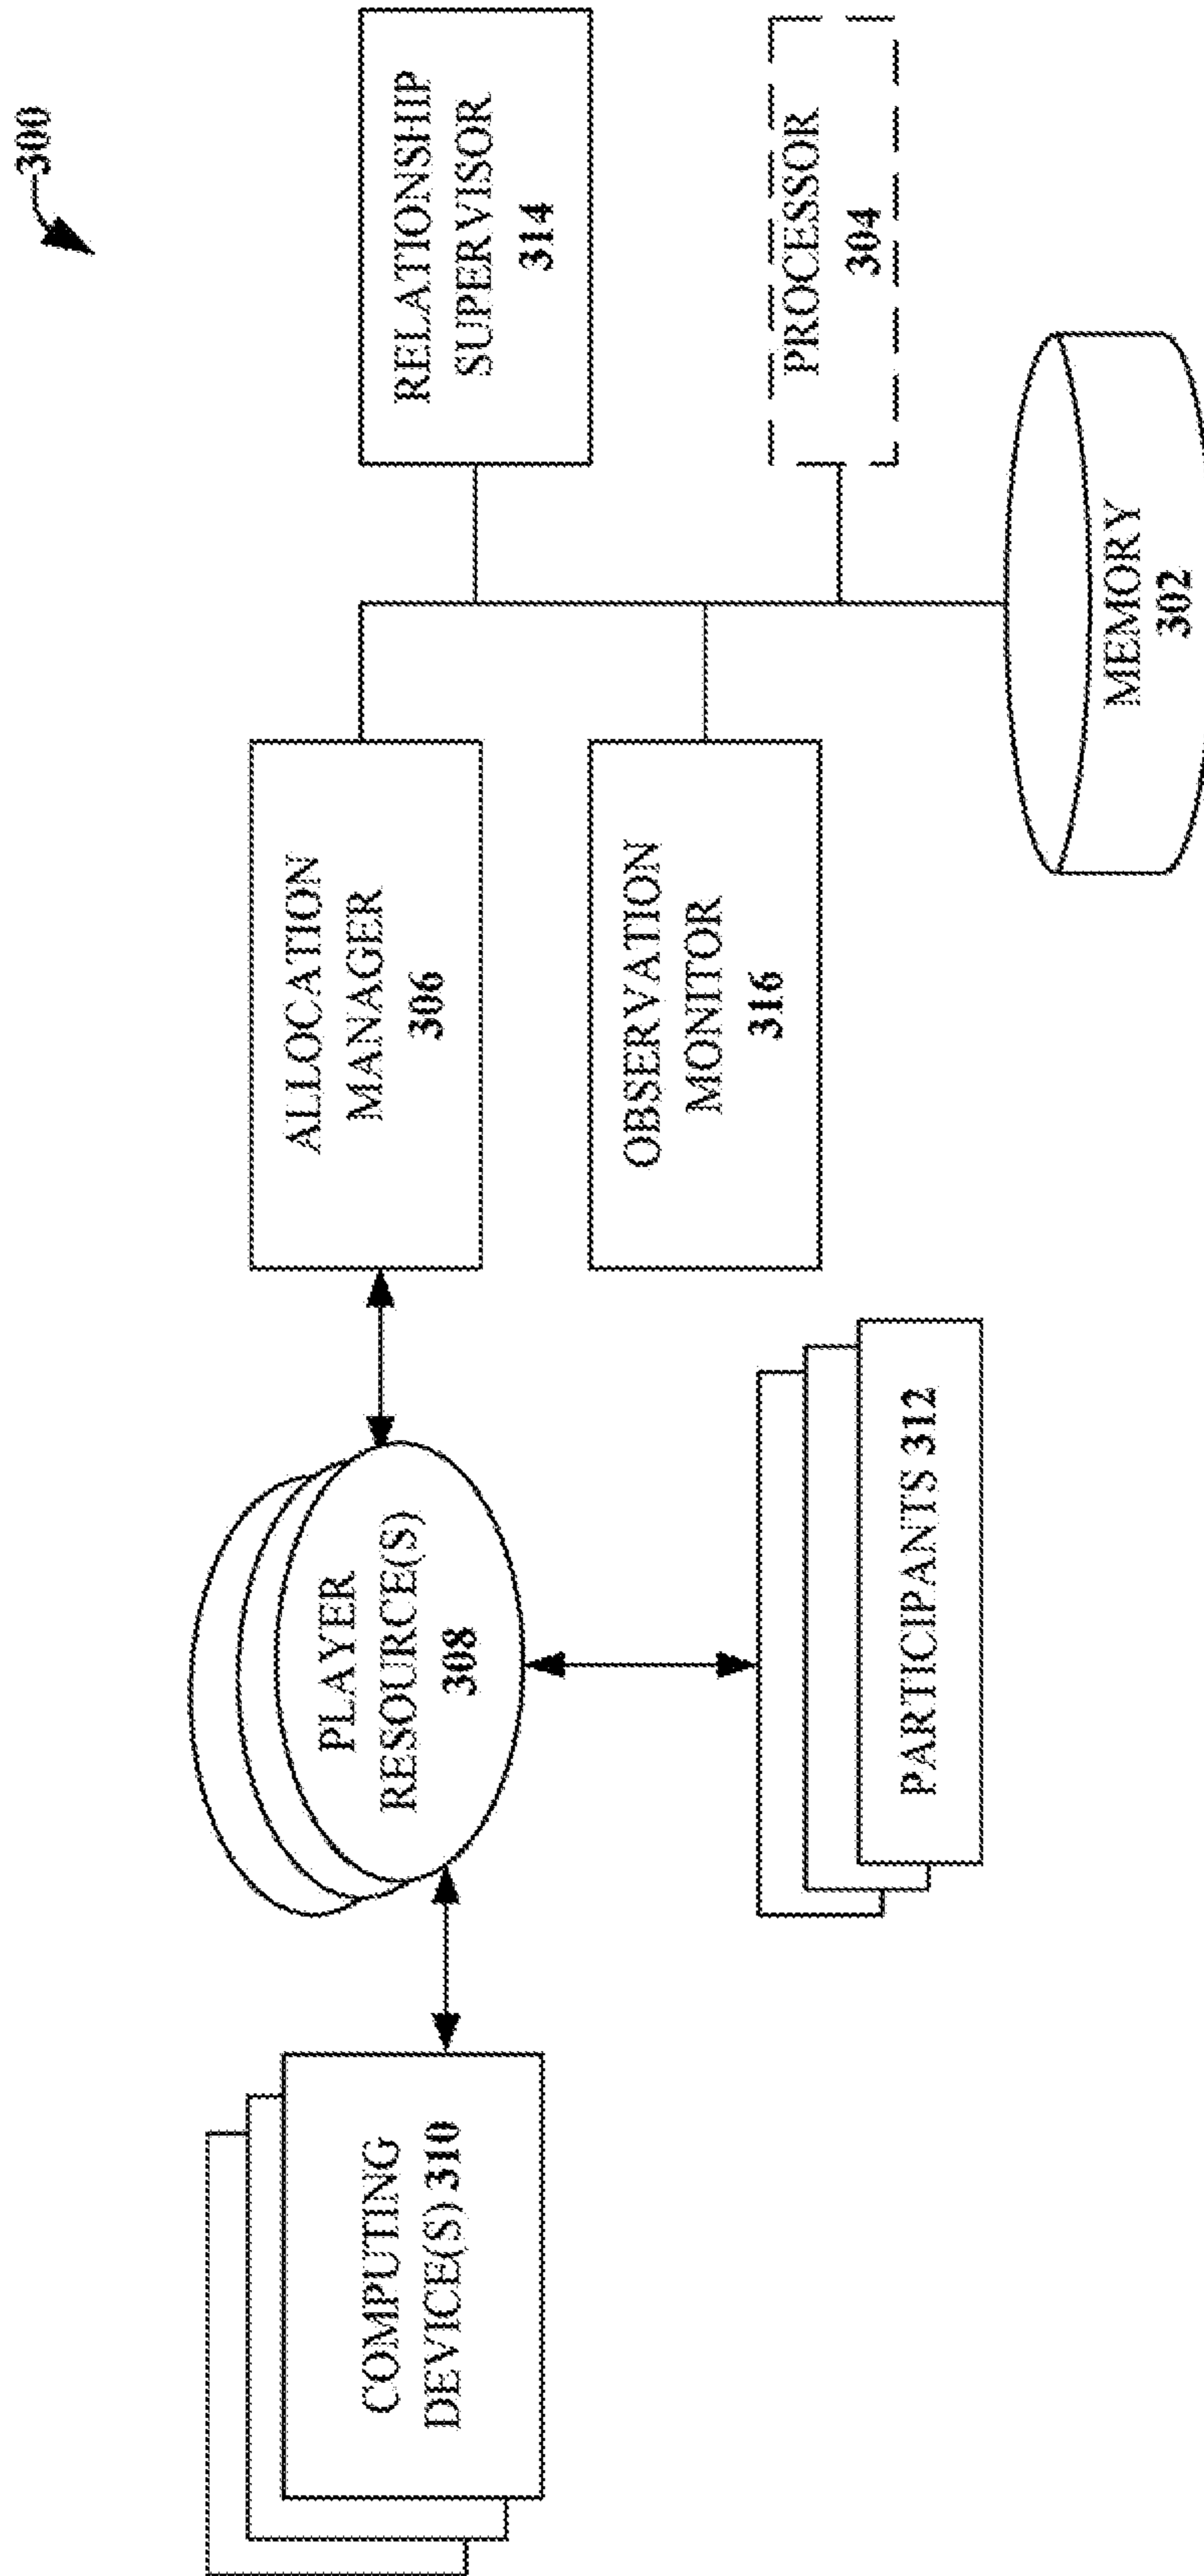 300
COMPUTING
DEVICE(S) 310
PLAYER
RESOURCE(S)
308
ALLOCATION
MANAGER
306
RELATIONSHIP
SUPERVISOR
314
PARTICIPANTS 312
OBSERVATION
MONITOR
316
PROCESSOR
304
MEMORY
302